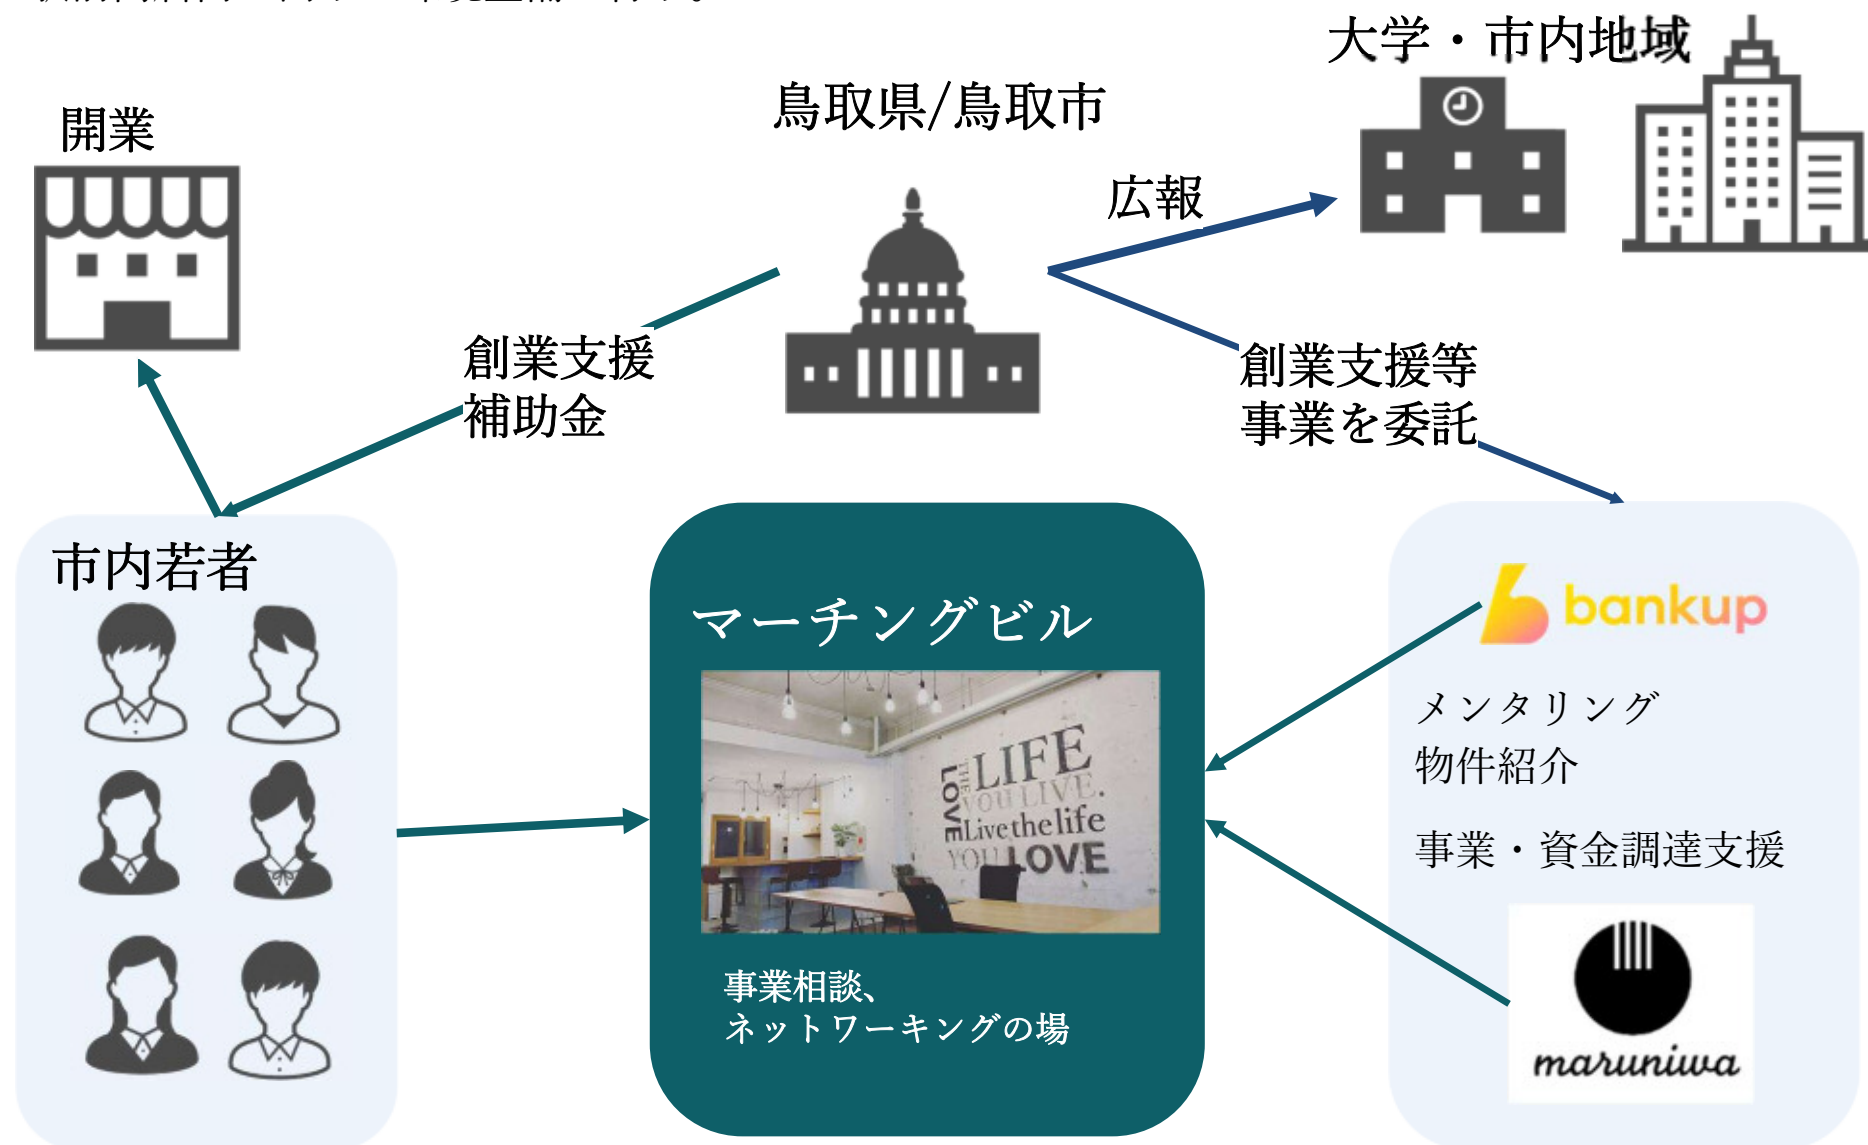 大学・市内地域
鳥取県/鳥取市
開業
広報
創業支援
補助金
創業支援等
事業を委託
市内若者
マーチングビル
LIFE
THE
YOU LIVE.
LOVE
Live the life
YOU LOVE
事業相談、
ネットワーキングの場
bankup
メンタリング
物件紹介
事業・資金調達支援
maruniwa